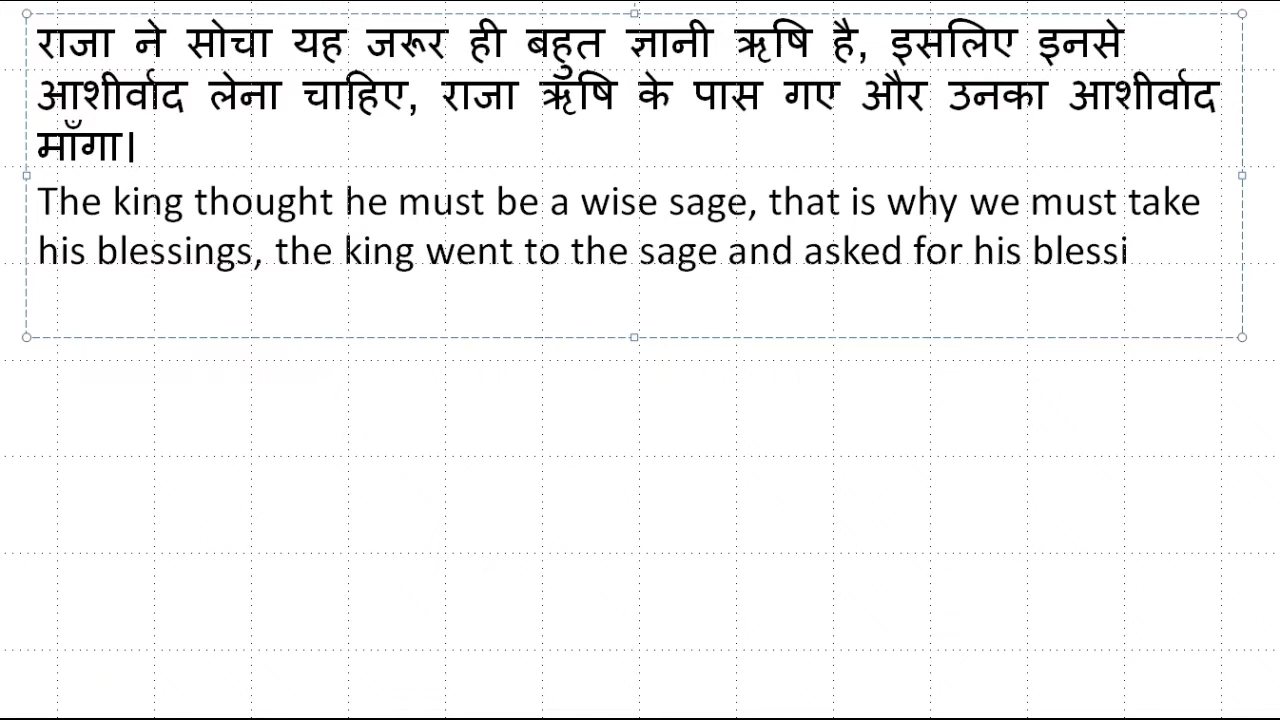 राजा ने सोचा यह जरूर ही बहुत ज्ञानी ऋषि है, इसलिए इनसे
आशीर्वाद लेना चाहिए, राजा ऋषि के पास गए और उनका आशीर्वाद
माँगा।
The king thought he must be a wise sage, that is why we must take
his blessings, the king went to the sage and asked for his blessi